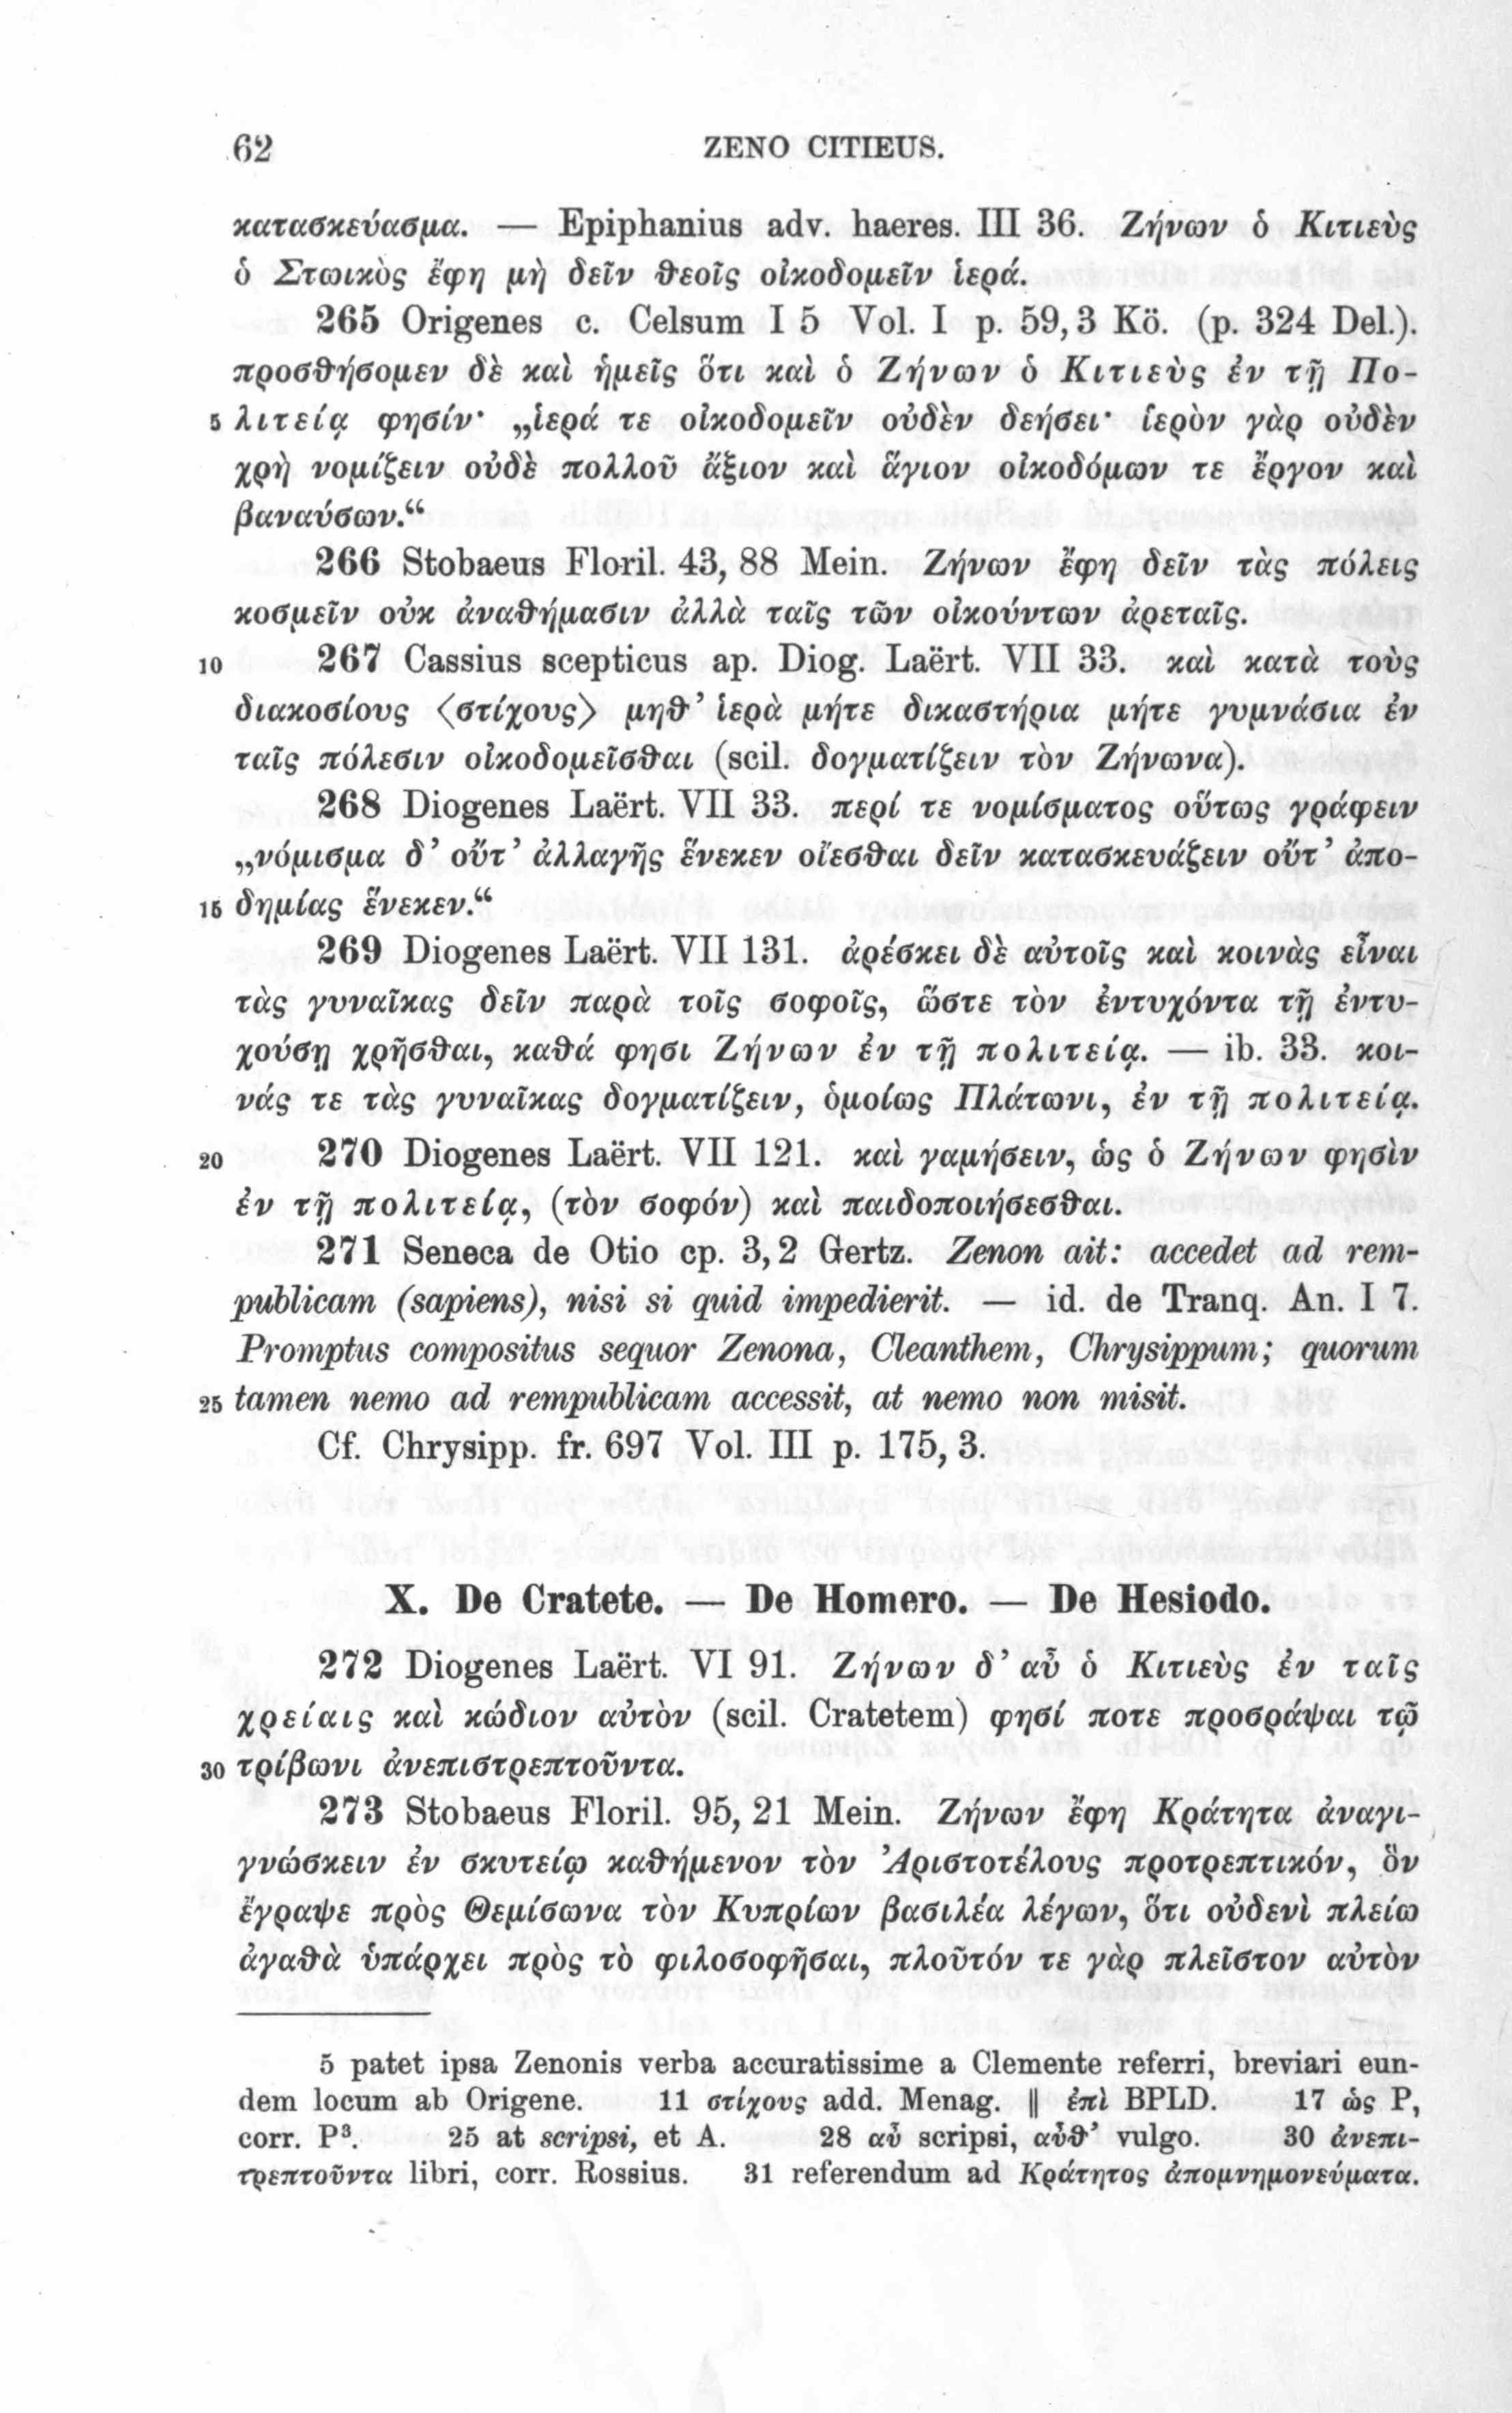 62 ZENO CITIEUS.
κατασκεύασμα. — Epiphanius adv. haeres. III 36. Ζήνων ὁ Κιτιεὺς
ὁ Στωικὸς ἔφη μὴ δεῖν θεοῖς οἰκοδομεῖν ἱερά.
265 Origenes c. Celsum I 5 Vol. I p. 59,3 Kö. (p. 324 Del.).
προσθήσομεν δὲ καὶ ἡμεῖς ὅτι καὶ ὁ Ζήνων ὁ Κιτιεὺς ἐν τῇ Πο-
5 λιτείᾳ φησίν· „ἱερά τε οἰκοδομεῖν οὐδὲν δεήσει· ἱερὸν γὰρ οὐδὲν
χρὴ νομίζειν οὐδὲ πολλοῦ ἄξιον καὶ ἅγιον οἰκοδόμων τε ἔργον καὶ
βαναύσων.“
266 Stobaeus Floril. 43, 88 Mein. Ζήνων ἔφη δεῖν τὰς πόλεις
κοσμεῖν οὐκ ἀναθήμασιν ἀλλὰ ταῖς τῶν οἰκούντων ἀρεταῖς.
10 267 Cassius scepticus ap. Diog. Laërt. VII 33. καὶ κατὰ τοὺς
διακοσίους 〈στίχους〉 μηθ’ ἱερὰ μήτε δικαστήρια μήτε γυμνάσια ἐν
ταῖς πόλεσιν οἰκοδομεῖσθαι (scil. δογματίζειν τὸν Ζήνωνα).
268 Diogenes Laërt. VII 33. περί τε νομίσματος οὕτως γράφειν
„νόμισμα δ’ οὔτ’ ἀλλαγῆς ἕνεκεν οἴεσθαι δεῖν κατασκευάζειν οὔτ’ ἀπο-
15 δημίας ἕνεκεν.“
269 Diogenes Laërt. VII 131. ἀρέσκει δὲ αὐτοῖς καὶ κοινὰς εἶναι
τὰς γυναῖκας δεῖν παρὰ τοῖς σοφοῖς, ὥστε τὸν ἐντυχόντα τῇ ἐντυ-
χούσῃ χρῆσθαι, καθά φησι Ζήνων ἐν τῇ πολιτείᾳ. — ib. 33. κοι-
νάς τε τὰς γυναῖκας δογματίζειν, ὁμοίως Πλάτωνι, ἐν τῇ πολιτείᾳ.
20 270 Diogenes Laërt. VII 121. καὶ γαμήσειν, ὡς ὁ Ζήνων φησὶν
ἐν τῇ πολιτείᾳ, (τὸν σοφόν) καὶ παιδοποιήσεσθαι.
271 Seneca de Otio cp. 3,2 Gertz. Zenon ait: accedet ad rem-
publicam (sapiens), nisi si quid impedierit. — id. de Tranq. An. I 7.
Promptus compositus sequor Zenona, Cleanthem, Chrysippum; quorum
25 tamen nemo ad rempublicam accessit, at nemo non misit.
Cf. Chrysipp. fr. 697 Vol. III p. 175, 3.
X. De Cratete. — De Homero. — De Hesiodo.
272 Diogenes Laërt. VI 91. Ζήνων δ’ αὖ ὁ Κιτιεὺς ἐν ταῖς
χρείαις καὶ κώδιον αὐτὸν (scil. Cratetem) φησί ποτε προσράψαι τῷ
30 τρίβωνι ἀνεπιστρεπτοῦντα.
273 Stobaeus Floril. 95, 21 Mein. Ζήνων ἔφη Κράτητα ἀναγι-
γνώσκειν ἐν σκυτείῳ καθήμενον τὸν Ἀριστοτέλους προτρεπτικόν, ὃν
ἔγραψε πρὸς Θεμίσωνα τὸν Κυπρίων βασιλέα λέγων, ὅτι οὐδενὶ πλείω
ἀγαθὰ ὑπάρχει πρὸς τὸ φιλοσοφῆσαι, πλοῦτόν τε γὰρ πλεῖστον αὐτὸν
5 patet ipsa Zenonis verba accuratissime a Clemente referri, breviari eun-
dem locum ab Origene. 11 στίχους add. Menag. ‖ ἐπὶ BPLD. 17 ὡς P,
corr. P³. 25 at scripsi, et A. 28 αὖ scripsi, αὖθ’ vulgo. 30 ἀνεπι-
τρεπτοῦντα libri, corr. Rossius. 31 referendum ad Κράτητος ἀπομνημονεύματα.